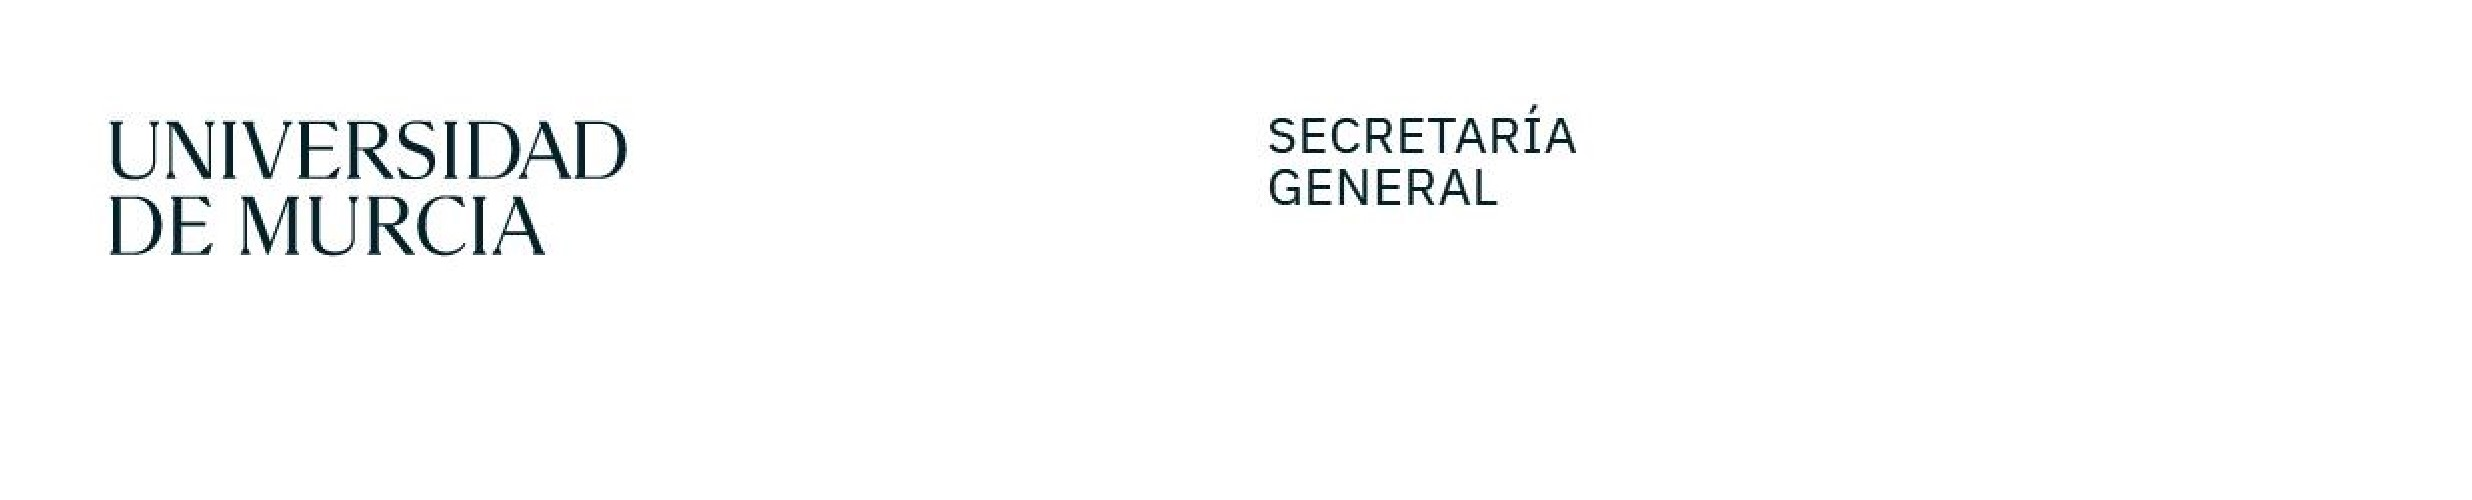 UNIVERSIDAD
DE MURCIA
SECRETARÍA
GENERAL